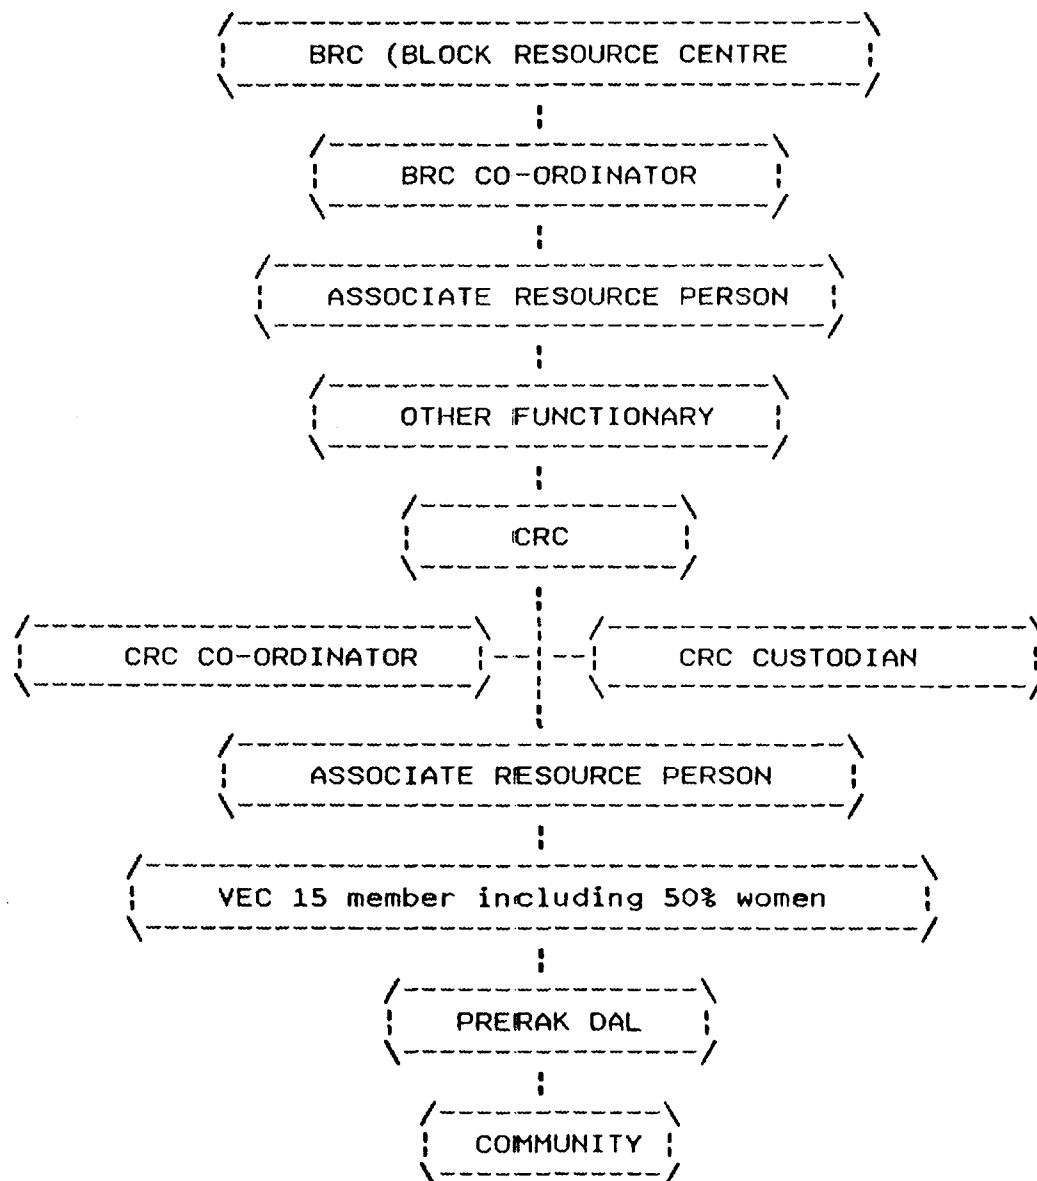 BRC (BLOCK RESOURCE CENTRE
BRC CO-ORDINATOR
ASSOCIATE RESOURCE PERSON
OTHER FUNCTIONARY
CRC
CRC CO-ORDINATOR CRC CUSTODIAN
ASSOCIATE RESOURCE PERSON
VEC 15 member including 50% women
PRERAK DAL
COMMUNITY